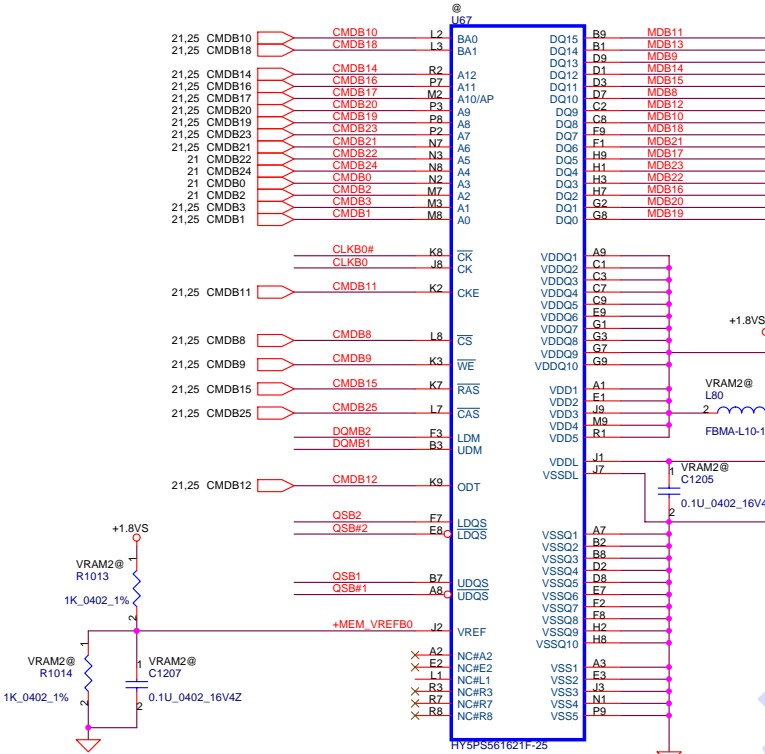 @
U67
21,25 CMDB10 CMDB10 L2 BA0 DQ15 B9 MDB11
21,25 CMDB18 CMDB18 L3 BA1 DQ14 B1 MDB13
DQ13 D9 MDB9
21,25 CMDB14 CMDB14 R2 A12 DQ12 D1 MDB14
21,25 CMDB16 CMDB16 P7 A11 DQ11 D3 MDB15
21,25 CMDB17 CMDB17 M2 A10/AP DQ10 D7 MDB8
21,25 CMDB20 CMDB20 P3 A9 DQ9 C2 MDB12
21,25 CMDB19 CMDB19 P8 A8 DQ8 C8 MDB10
21,25 CMDB23 CMDB23 P2 A7 DQ7 F9 MDB18
21,25 CMDB21 CMDB21 N7 A6 DQ6 F1 MDB21
21 CMDB22 CMDB22 N3 A5 DQ5 H9 MDB17
21 CMDB24 CMDB24 N8 A4 DQ4 H1 MDB23
21 CMDB0 CMDB0 N2 A3 DQ3 H3 MDB22
21 CMDB2 CMDB2 M7 A2 DQ2 H7 MDB16
21,25 CMDB3 CMDB3 M3 A1 DQ1 G2 MDB20
21,25 CMDB1 CMDB1 M8 A0 DQ0 G8 MDB19
CLKB0# K8 CK VDDQ1 A9
CLKB0 J8 CK VDDQ2 C1
VDDQ3 C3
21,25 CMDB11 CMDB11 K2 CKE VDDQ4 C7
VDDQ5 C9
VDDQ6 E9
VDDQ7 G1
21,25 CMDB8 CMDB8 L8 CS VDDQ8 G3
VDDQ9 G7
+1.8VS
21,25 CMDB9 CMDB9 K3 WE VDDQ10 G9
21,25 CMDB15 CMDB15 K7 RAS VDD1 A1
VDD2 E1
21,25 CMDB25 CMDB25 L7 CAS VDD3 J9
VDD4 M9
VDD5 R1
VRAM2@
L80
2
FBMA-L10-1
DQMB2 F3 LDM
DQMB1 B3 UDM
VDDL J1
VSSDL J7
21,25 CMDB12 CMDB12 K9 ODT
1
VRAM2@
C1205
0.1U_0402_16V4
2
QSB2 F7 LDQS
QSB#2 E8 LDQS
VSSQ1 A7
VSSQ2 B2
VSSQ3 B8
VSSQ4 D2
QSB1 B7 UDQS VSSQ5 D8
QSB#1 A8 UDQS VSSQ6 E7
VSSQ7 F2
VSSQ8 F8
+MEM_VREFB0 J2 VREF VSSQ9 H2
VSSQ10 H8
+1.8VS
1
VRAM2@
R1013
1K_0402_1%
2
A2 NC#A2
E2 NC#E2 VSS1 A3
L1 NC#L1 VSS2 E3
R3 NC#R3 VSS3 J3
R7 NC#R7 VSS4 N1
R8 NC#R8 VSS5 P9
1
VRAM2@
R1014
1K_0402_1%
2
1
VRAM2@
C1207
0.1U_0402_16V4Z
2
HY5PS561621F-25